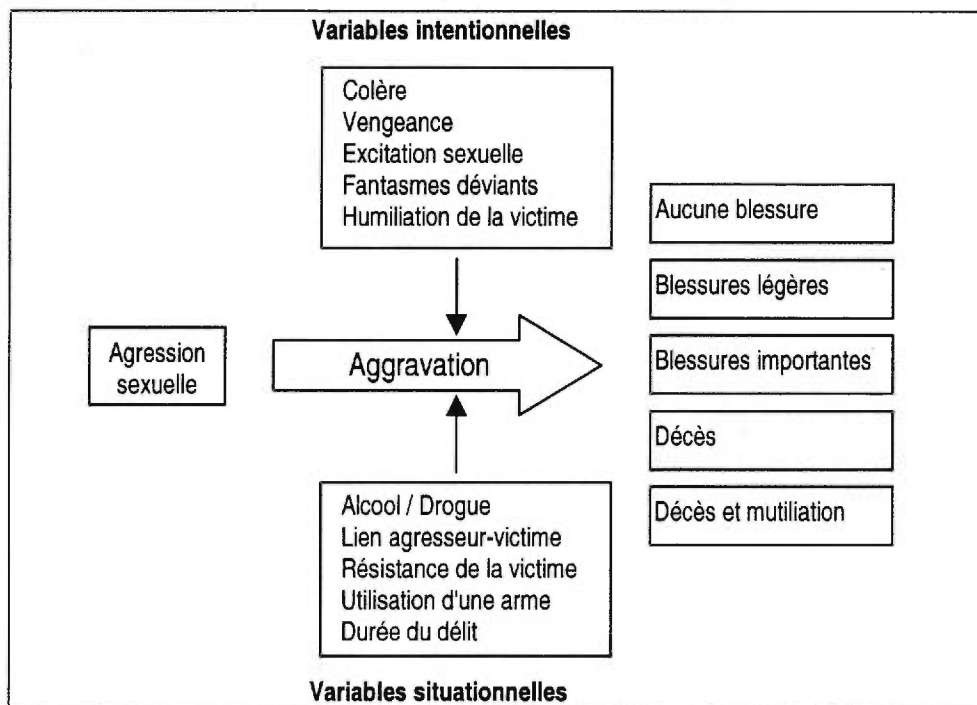 Variables intentionnelles
Colère
Vengeance
Excitation sexuelle
Fantasmes déviants
Humiliation de la victime
Agression
sexuelle
Aggravation
Aucune blessure
Blessures légères
Blessures importantes
Décès
Décès et mutiliation
Alcool / Drogue
Lien agresseur-victime
Résistance de la victime
Utilisation d'une arme
Durée du délit
Variables situationnelles